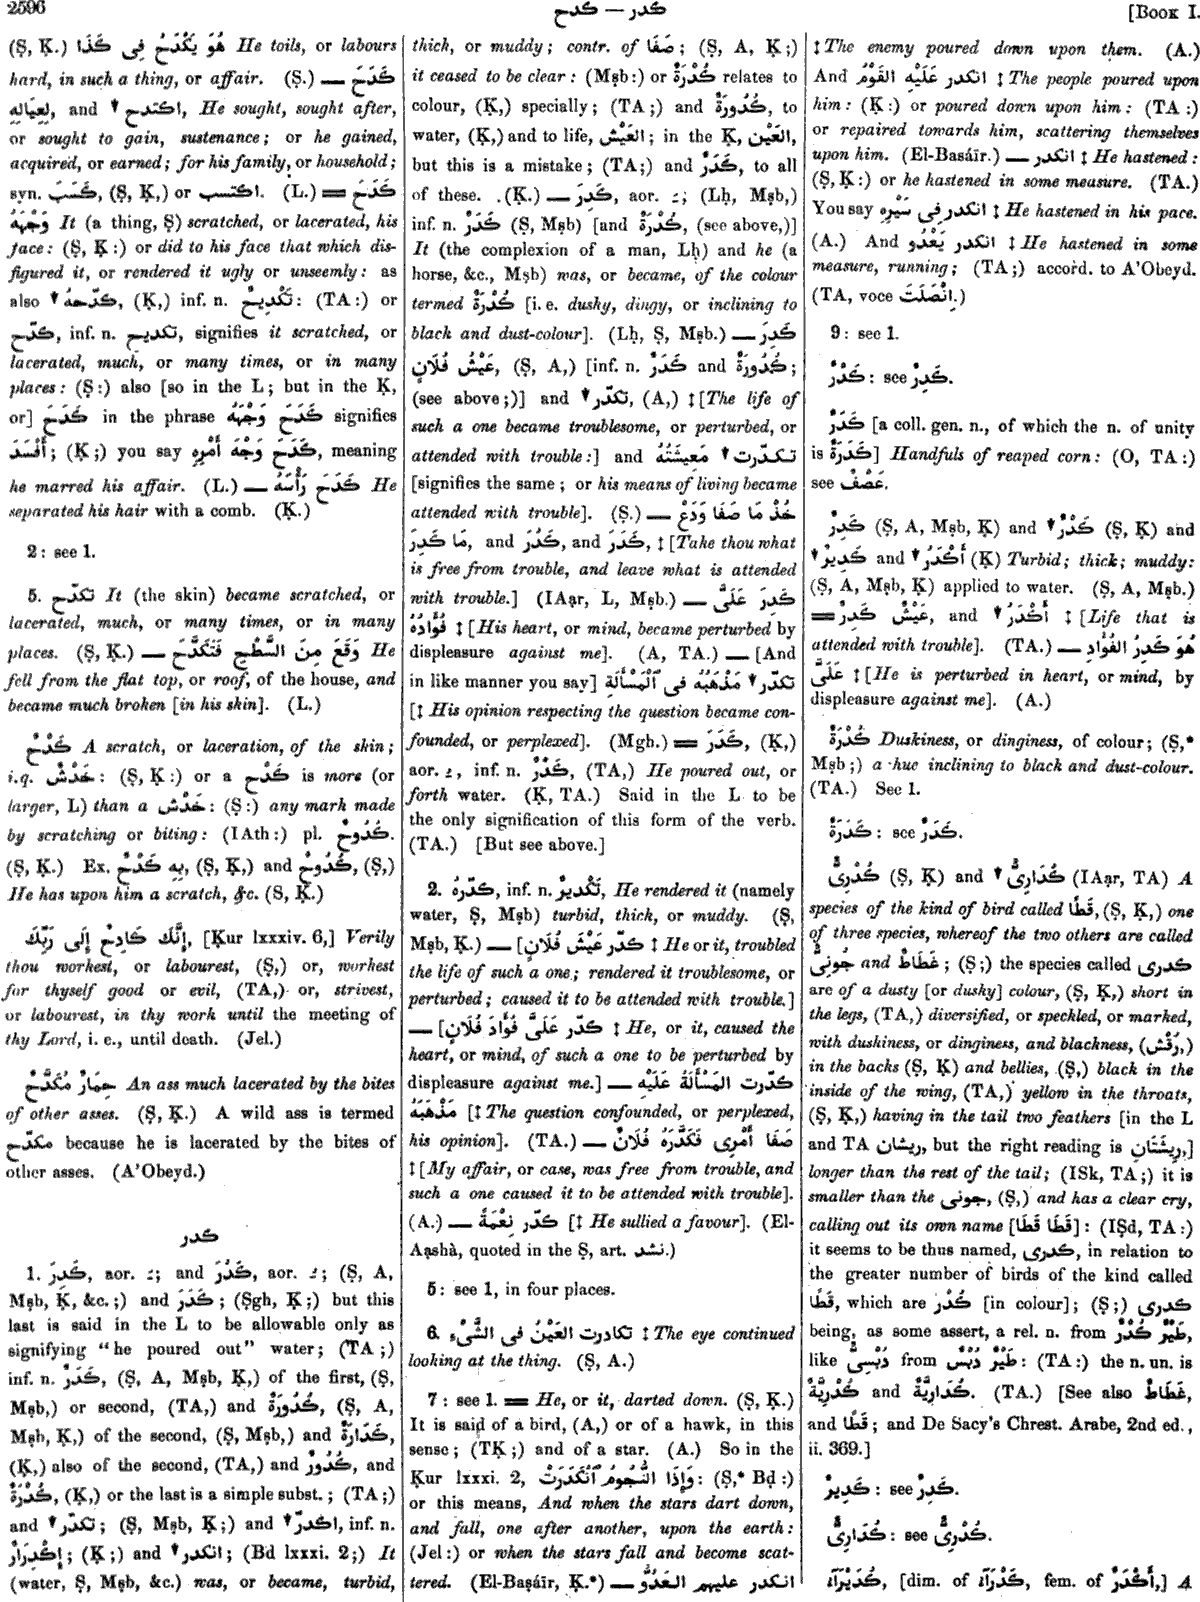 2596
كدح — كدر
[BOOK I.
(Ṣ, Ḳ.) هُوَ يَكْدَحُ فِى كَذَا He toils, or labours
hard, in such a thing, or affair. (Ṣ.) — كَدَحَ
لِعِيَالِهِ, and ↓ اكتدح, He sought, sought after,
or sought to gain, sustenance; or he gained,
acquired, or earned; for his family, or household;
syn. كَسَبَ, (Ṣ, Ḳ,) or اكتسب. (L.) = كَدَحَ
وَجْهَهُ It (a thing, Ṣ) scratched, or lacerated, his
face: (Ṣ, Ḳ:) or did to his face that which dis-
figured it, or rendered it ugly or unseemly: as
also ↓ كدّحهُ, (Ḳ,) inf. n. تَكْدِيحٌ: (TA:) or
كدّح, inf. n. تكديح, signifies it scratched, or
lacerated, much, or many times, or in many
places: (Ṣ:) also [so in the L; but in the Ḳ,
or] كَدَحَ in the phrase كَدَحَ وَجْهَهُ signifies
أَفْسَدَ; (Ḳ;) you say كَدَحَ وَجْهَ أَمْرِهِ, meaning
he marred his affair. (L.) — كَدَحَ رَأْسَهُ He
separated his hair with a comb. (Ḳ.)
2: see 1.
5. تكدّح It (the skin) became scratched, or
lacerated, much, or many times, or in many
places. (Ṣ, Ḳ.) — وَقَعَ مِنَ السَّطْحِ فَتَكَدَّحَ He
fell from the flat top, or roof, of the house, and
became much broken [in his skin]. (L.)
كَدْحٌ A scratch, or laceration, of the skin;
i.q. خَدْشٌ: (Ṣ, Ḳ:) or a كَدْح is more (or
larger, L) than a خَدْش: (Ṣ:) any mark made
by scratching or biting: (IAth:) pl. كُدُوحٌ.
(Ṣ, Ḳ.) Ex. بِهِ كَدْحٌ, (Ṣ, Ḳ,) and كُدُوحٌ, (Ṣ,)
He has upon him a scratch, &c. (S, Ḳ.)
إِنَّكَ كَادِحٌ إِلَى رَبِّكَ, [Ḳur lxxxiv. 6,] Verily
thou workest, or labourest, (Ṣ,) or, workest
for thyself good or evil, (TA,) or, strivest,
or labourest, in thy work until the meeting of
thy Lord, i. e., until death. (Jel.)
حِمَارٌ مُكَدَّحٌ An ass much lacerated by the bites
of other asses. (Ṣ, Ḳ.) A wild ass is termed
مكدّح because he is lacerated by the bites of
other asses. (A'Obeyd.)
كدر
1. كَدِرَ, aor. ـَ; and كَدُرَ, aor. ـُ; (Ṣ, A,
Mṣb, Ḳ, &c.;) and كَدَرَ; (Ṣgh, Ḳ;) but this
last is said in the L to be allowable only as
signifying "he poured out" water; (TA;)
inf. n. كَدَرٌ, (Ṣ, A, Mṣb, Ḳ,) of the first, (Ṣ,
Mṣb,) or second, (TA,) and كُدُورَةٌ, (Ṣ, A,
Mṣb, Ḳ,) of the second, (Ṣ, Mṣb,) and كَدَارَةٌ,
(Ḳ,) also of the second, (TA,) and كُدُورٌ, and
كُدْرَةٌ, (Ḳ,) or the last is a simple subst.; (TA;)
and ↓ تكدّر; (Ṣ, Mṣb, Ḳ;) and ↓ اكدرّ, inf. n.
إِكْدِرَارٌ; (Ḳ;) and ↓ انكدر; (Bd lxxxi. 2;) It
(water, Ṣ, Mṣb, &c.) was, or became, turbid,
thick, or muddy; contr. of صَفَا; (Ṣ, A, Ḳ;)
it ceased to be clear: (Mṣb:) or كُدْرَةٌ relates to
colour, (Ḳ,) specially; (TA;) and كُدُورَةٌ, to
water, (Ḳ,) and to life, العَيْش; in the Ḳ, العَيْن,
but this is a mistake; (TA;) and كَدَرٌ, to all
of these. (Ḳ.) — كَدِرَ, aor. ـَ; (Lḥ, Mṣb,)
inf. n. كَدَرٌ (Ṣ, Mṣb) [and كُدْرَةٌ, (see above,)]
It (the complexion of a man, Lḥ) and he (a
horse, &c., Mṣb) was, or became, of the colour
termed كُدْرَةٌ [i. e. dusky, dingy, or inclining to
black and dust-colour]. (Lḥ, Ṣ, Mṣb.) — كَدِرَ
عَيْشُ فُلَانٍ, (Ṣ, A,) [inf. n. كَدَرٌ and كُدُورَةٌ;
(see above;)] and ↓ تكدّر, (A,) ‡ [The life of
such a one became troublesome, or perturbed, or
attended with trouble:] and ↓ تكدّرت مَعِيشَتُهُ
[signifies the same; or his means of living became
attended with trouble]. (Ṣ.) — خُذْ مَا صَفَا وَدَعْ
مَا كَدِرَ, and كَدُرَ, and كَدَرَ, ‡ [Take thou what
is free from trouble, and leave what is attended
with trouble.] (IAạr, L, Mṣb.) — كَدِرَ عَلَىَّ
فُؤَادُهُ ‡ [His heart, or mind, became perturbed by
displeasure against me]. (A, TA.) — [And
in like manner you say] تكدّر ↓ مَذْهَبُهُ فِى ٱلْمَسْأَلَةِ
[‡ His opinion respecting the question became con-
founded, or perplexed]. (Mgh.) = كَدَرَ, (Ḳ,)
aor. ـُ, inf. n. كَدْرٌ, (TA,) He poured out, or
forth water. (Ḳ, TA.) Said in the L to be
the only signification of this form of the verb.
(TA.) [But see above.]
2. كدّرهُ, inf. n. تَكْدِيرٌ, He rendered it (namely
water, Ṣ, Mṣb) turbid, thick, or muddy. (Ṣ,
Mṣb, Ḳ.) — [كدّر عَيْشَ فُلَانٍ ‡ He or it, troubled
the life of such a one; rendered it troublesome, or
perturbed; caused it to be attended with trouble.]
— [كدّر عَلَىَّ فُؤَادَ فُلَانٍ ‡ He, or it, caused the
heart, or mind, of such a one to be perturbed by
displeasure against me.] — كدّرت المَسْأَلَةُ عَلَيْهِ
مَذْهَبَهُ [‡ The question confounded, or perplexed,
his opinion]. (TA.) — صَفَا أَمْرِى فَكَدَّرَهُ فُلَانٌ
‡ [My affair, or case, was free from trouble, and
such a one caused it to be attended with trouble].
(A.) — كدّر نِعْمَةً [‡ He sullied a favour]. (El-
Aạshà, quoted in the Ṣ, art. نشد.)
5: see 1, in four places.
6. تكادرت العَيْنُ فى الشَّىْءِ ‡ The eye continued
looking at the thing. (Ṣ, A.)
7: see 1. = He, or it, darted down. (Ṣ, Ḳ.)
It is said of a bird, (A,) or of a hawk, in this
sense; (TḲ;) and of a star. (A.) So in the
Ḳur lxxxi. 2, وَإِذَا النُّجُومُ ٱنْكَدَرَتْ: (Ṣ,* Bḍ:)
or this means, And when the stars dart down,
and fall, one after another, upon the earth:
(Jel:) or when the stars fall and become scat-
tered. (El-Baṣáïr, Ḳ.*) — انكدر عليهم العَدُوُّ
‡ The enemy poured down upon them. (A.)
And انكدر عَلَيْهِ القَوْمُ ‡ The people poured upon
him: (Ḳ:) or poured down upon him: (TA:)
or repaired towards him, scattering themselves
upon him. (El-Basáïr.) — انكدر ‡ He hastened:
(Ṣ, Ḳ:) or he hastened in some measure. (TA.)
You say انكدر فى سَيْرِهِ ‡ He hastened in his pace.
(A.) And انكدر يَعْدُو ‡ He hastened in some
measure, running; (TA;) accord. to A'Obeyd.
(TA, voce اِنْصَلَتَ.)
9: see 1.
كَدْرٌ: see كَدِرٌ.
كَدَرٌ [a coll. gen. n., of which the n. of unity
is كَدَرَةٌ] Handfuls of reaped corn: (O, TA:)
see عَصْفٌ.
كَدِرٌ (Ṣ, A, Mṣb, Ḳ) and ↓ كَدْرٌ (Ṣ, Ḳ) and
↓ كَدِيرٌ and ↓ أَكْدَرُ (Ḳ) Turbid; thick; muddy:
(Ṣ, A, Mṣb, Ḳ) applied to water. (Ṣ, A, Mṣb.)
= عَيْشٌ كَدِرٌ, and ↓ أَكْدَرُ ‡ [Life that is
attended with trouble]. (TA.) — هُوَ كَدِرُ الفُؤَادِ
عَلَىَّ ‡ [He is perturbed in heart, or mind, by
displeasure against me]. (A.)
كُدْرَةٌ Duskiness, or dinginess, of colour; (Ṣ,*
Mṣb;) a hue inclining to black and dust-colour.
(TA.) See 1.
كَدَرَةٌ: see كَدَرٌ.
كُدْرِىٌّ (Ṣ, Ḳ) and ↓ كُدَارِىٌّ (IAạr, TA) A
species of the kind of bird called قَطًا, (Ṣ, Ḳ,) one
of three species, whereof the two others are called
جُونِىٌّ and غَطَاطٌ; (Ṣ;) the species called كدرى
are of a dusty [or dusky] colour, (Ṣ, Ḳ,) short in
the legs, (TA,) diversified, or speckled, or marked,
with duskiness, or dinginess, and blackness, (رُقْش,)
in the backs (Ṣ, Ḳ) and bellies, (Ṣ,) black in the
inside of the wing, (TA,) yellow in the throats,
(Ṣ, Ḳ,) having in the tail two feathers [in the L
and TA ريشان, but the right reading is رِيشَتَانِ,]
longer than the rest of the tail; (ISk, TA;) it is
smaller than the جونى, (Ṣ,) and has a clear cry,
calling out its own name [قَطَا قَطَا]: (IṢd, TA:)
it seems to be thus named, كدرى, in relation to
the greater number of birds of the kind called
قَطًا, which are كُدْر [in colour]; (Ṣ;) كدرى
being, as some assert, a rel. n. from طَيْرٌ كُدْرٌ,
like دُبْسِىٌّ from طَيْرٌ دُبْسٌ: (TA:) the n. un. is
كُدْرِيَّةٌ and كُدَارِيَّةٌ. (TA.) [See also غَطَاطٌ,
and قَطًا; and De Sacy's Chrest. Arabe, 2nd ed.,
ii. 369.]
كَدِيرٌ: see كَدِرٌ.
كُدَارِىٌّ: see كُدْرِىٌّ.
كُدَيْرَآءُ, [dim. of كَدْرَآءُ, fem. of أَكْدَرُ,] A